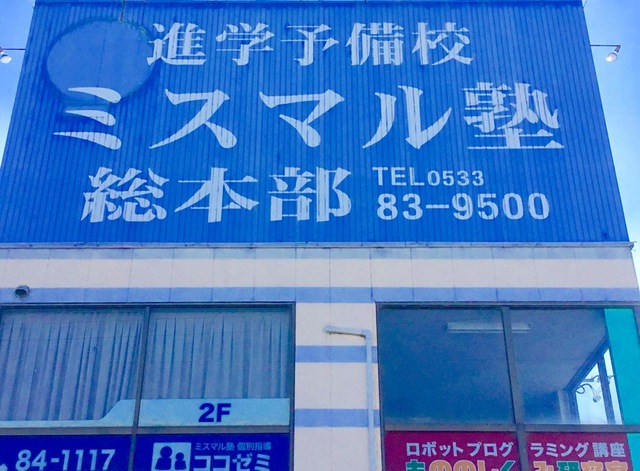 進学予備校
ミスマル塾
総本部
TEL0533
83-9500
2F
84-1117
ミスマル塾 個別指導
ココゼミ
ロボットプログラミング講座